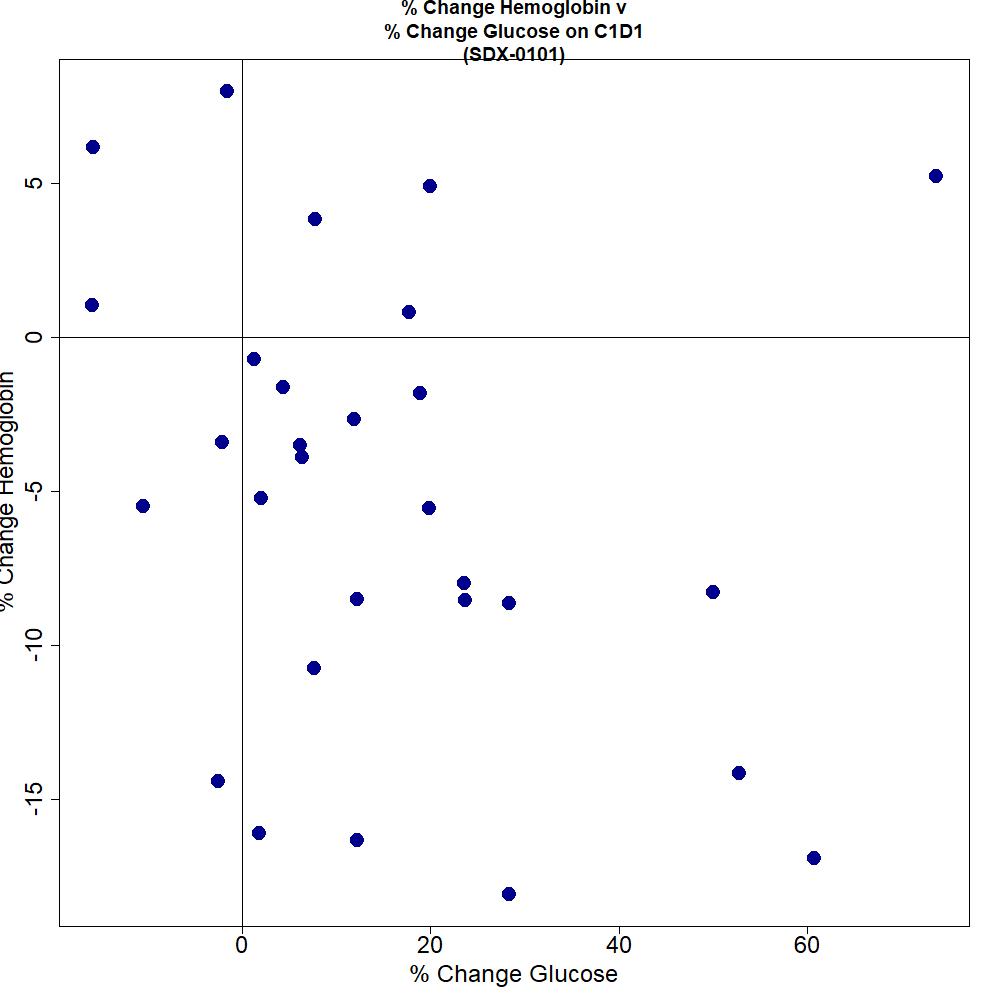 % Change Hemoglobin v
% Change Glucose on C1D1
(SDX-0101)
% Change Hemoglobin
5
0
-5
-10
-15
0 20 40 60
% Change Glucose